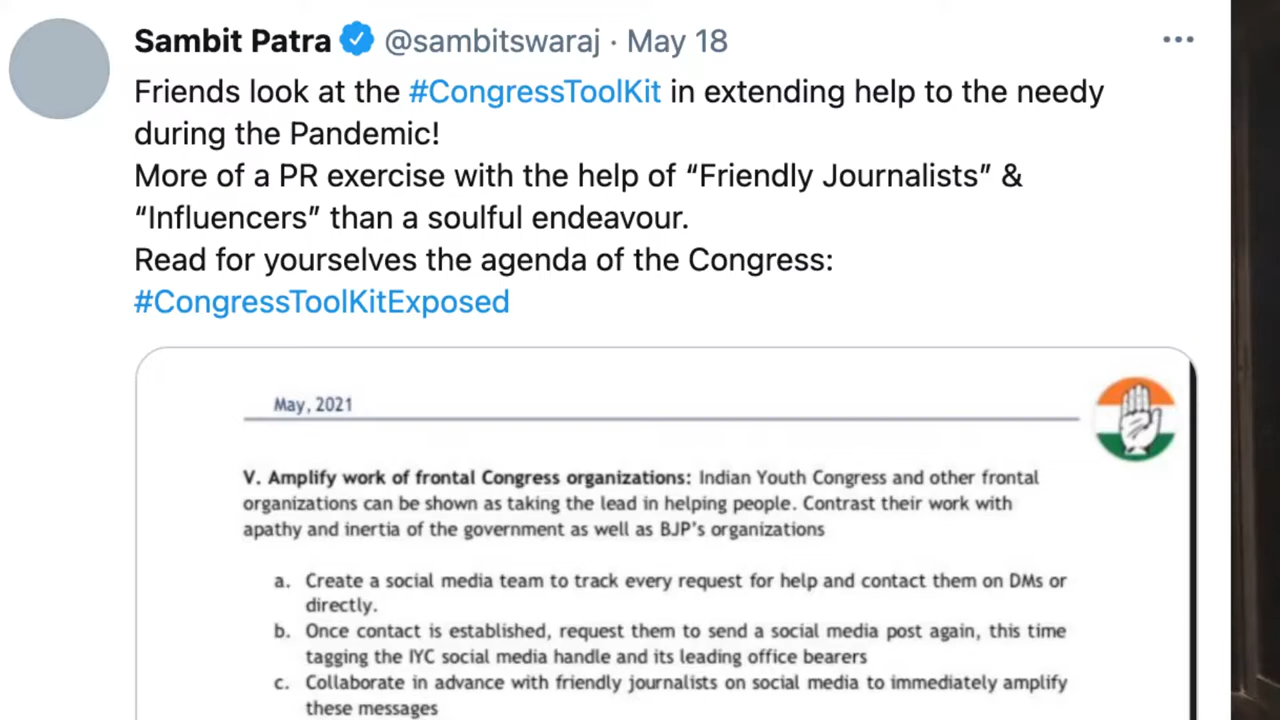 Sambit Patra @sambitswaraj · May 18
Friends look at the #CongressToolKit in extending help to the needy
during the Pandemic!
More of a PR exercise with the help of “Friendly Journalists” &
“Influencers” than a soulful endeavour.
Read for yourselves the agenda of the Congress:
#CongressToolKitExposed
May, 2021
V. Amplify work of frontal Congress organizations: Indian Youth Congress and other frontal
organizations can be shown as taking the lead in helping people. Contrast their work with
apathy and inertia of the government as well as BJP's organizations
a. Create a social media team to track every request for help and contact them on DMs or
directly.
b. Once contact is established, request them to send a social media post again, this time
tagging the IYC social media handle and its leading office bearers
c. Collaborate in advance with friendly journalists on social media to immediately amplify
these messages